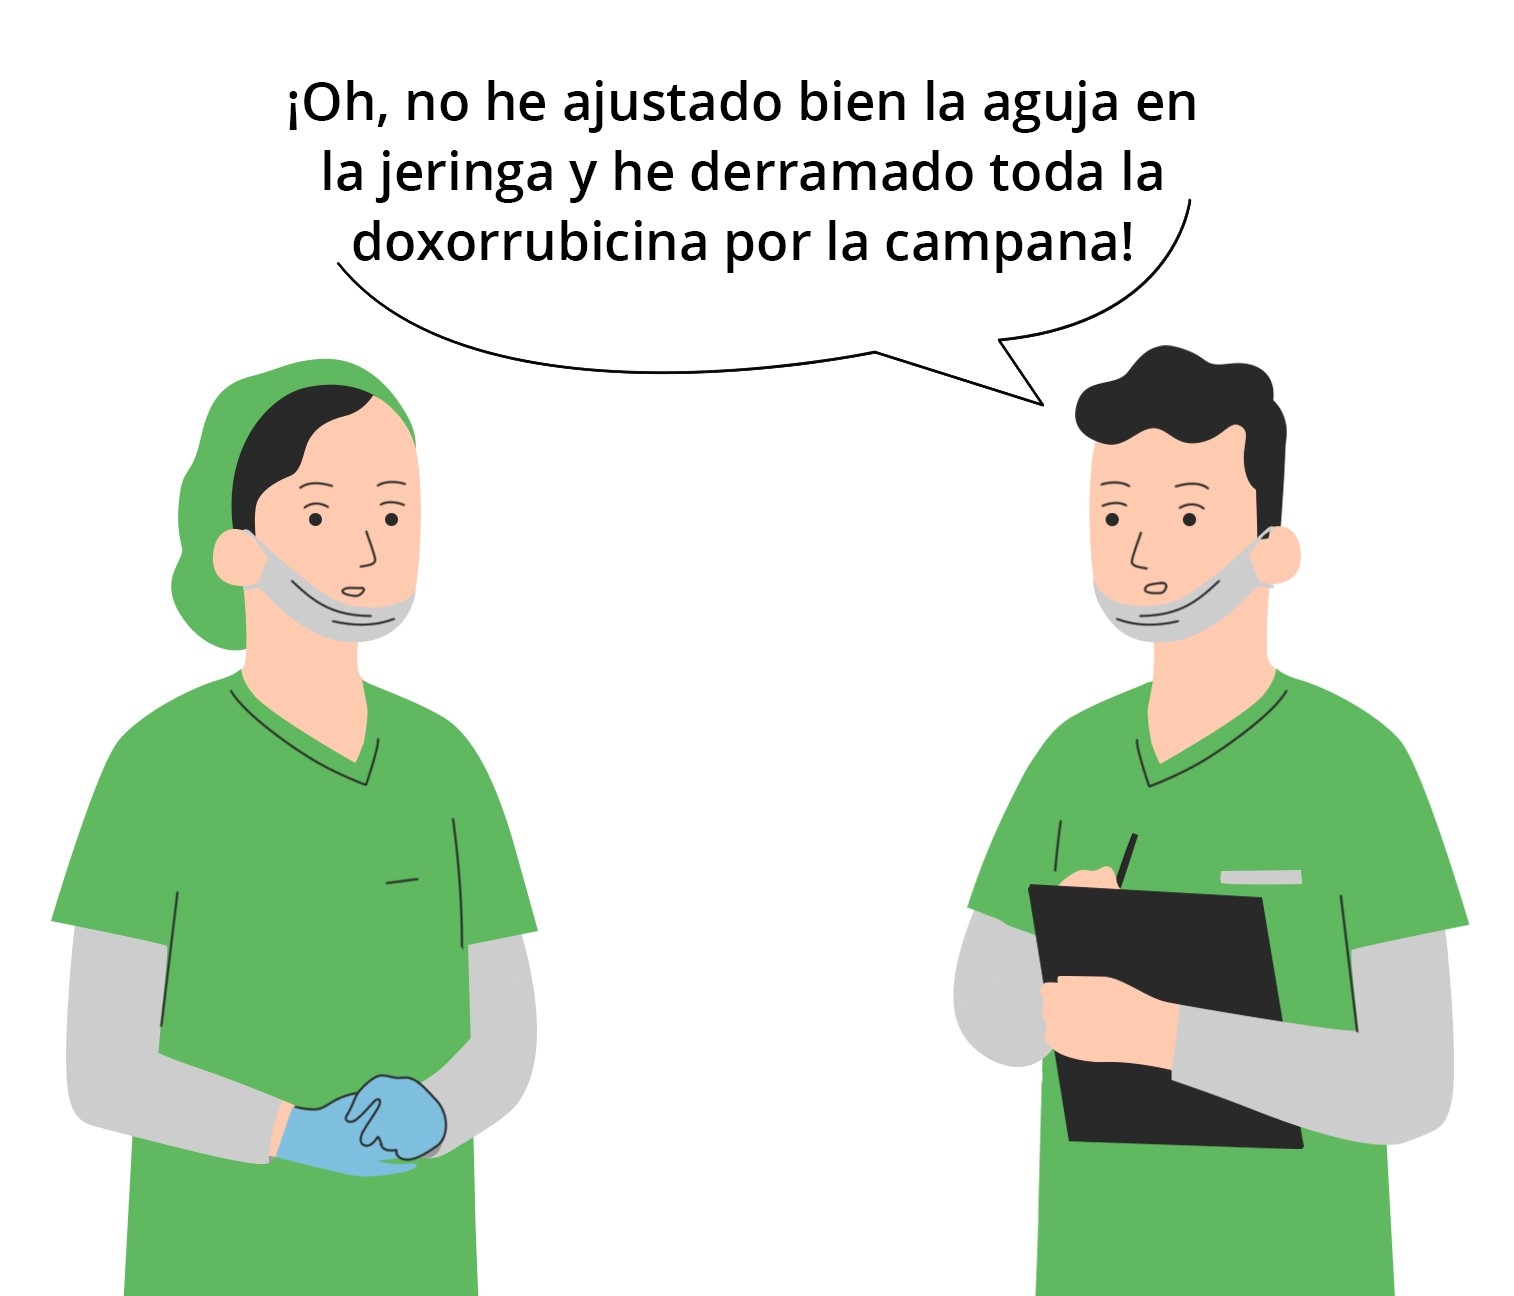 ¡Oh, no he ajustado bien la aguja en
la jeringa y he derramado toda la
doxorrubicina por la campana!